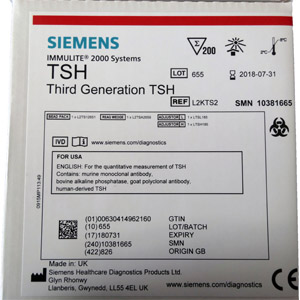 SIEMENS
IMMULITE® 2000 Systems
TSH
Third Generation TSH
Σ 200
2°C
8°C
LOT 655
2018-07-31
REF L2KTS2
SMN 10381665
IVD
www.siemens.com/diagnostics
FOR USA
ENGLISH: For the quantitative measurement of TSH
Contains: murine monoclonal antibody,
bovine alkaline phosphatase, goat polyclonal antibody,
human-derived TSH
(01)00630414962160 GTIN
(10)655 LOT/BATCH
(17)180731 EXPIRY
(240)10381665 SMN
(422)826 ORIGIN GB
Made in: UK
Siemens Healthcare Diagnostics Products Ltd.
Glyn Rhonwy
Llanberis, Gwynedd, LL55 4EL UK